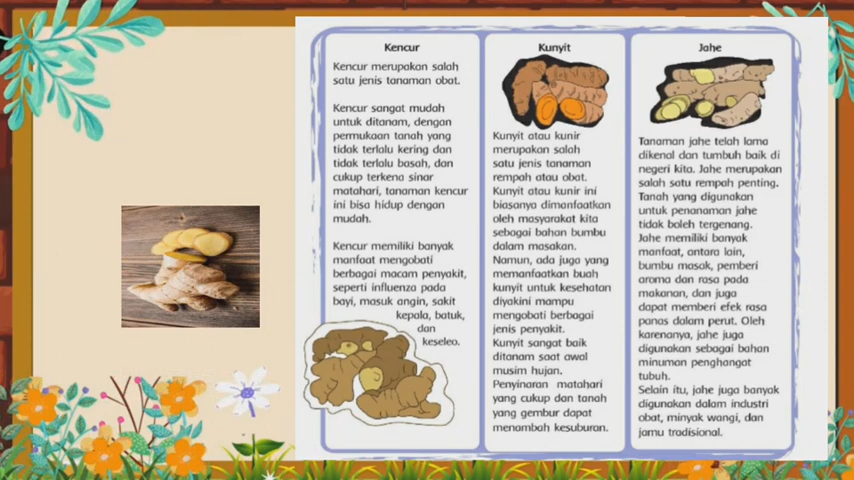 Kencur
Kencur merupakan salah
satu jenis tanaman obat.
Kencur sangat mudah
untuk ditanam, dengan
permukaan tanah yang
tidak terlalu kering dan
tidak terlalu basah, dan
cukup terkena sinar
matahari, tanaman kencur
ini bisa hidup dengan
mudah.
Kencur memiliki banyak
manfaat mengobati
berbagai macam penyakit,
seperti influenza pada
bayi, masuk angin, sakit
kepala, batuk,
dan
keseleo.
Kunyit
Kunyit atau kunir
merupakan salah
satu jenis tanaman
rempah atau obat.
Kunyit atau kunir ini
biasanya dimanfaatkan
oleh masyarakat kita
sebagai bahan bumbu
dalam masakan.
Namun, ada juga yang
memanfaatkan buah
kunyit untuk kesehatan
diyakini mampu
mengobati berbagai
jenis penyakit.
Kunyit sangat baik
ditanam saat awal
musim hujan.
Penyinaran matahari
yang cukup dan tanah
yang gembur dapat
menambah kesuburan.
Jahe
Tanaman jahe telah lama
dikenal dan tumbuh baik di
negeri kita. Jahe merupakan
salah satu rempah penting.
Tanah yang digunakan
untuk penanaman jahe
tidak boleh tergenang.
Jahe memiliki banyak
manfaat, antara lain,
bumbu masak, pemberi
aroma dan rasa pada
makanan, dan juga
dapat memberi efek rasa
panas dalam perut. Oleh
karenanya, jahe juga
digunakan sebagai bahan
minuman penghangat
tubuh.
Selain itu, jahe juga banyak
digunakan dalam industri
obat, minyak wangi, dan
jamu tradisional.